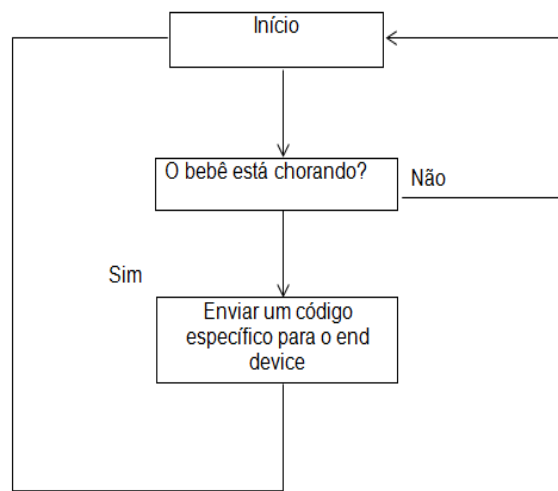 Início
O bebê está chorando?
Não
Sim
Enviar um código
específico para o end
device